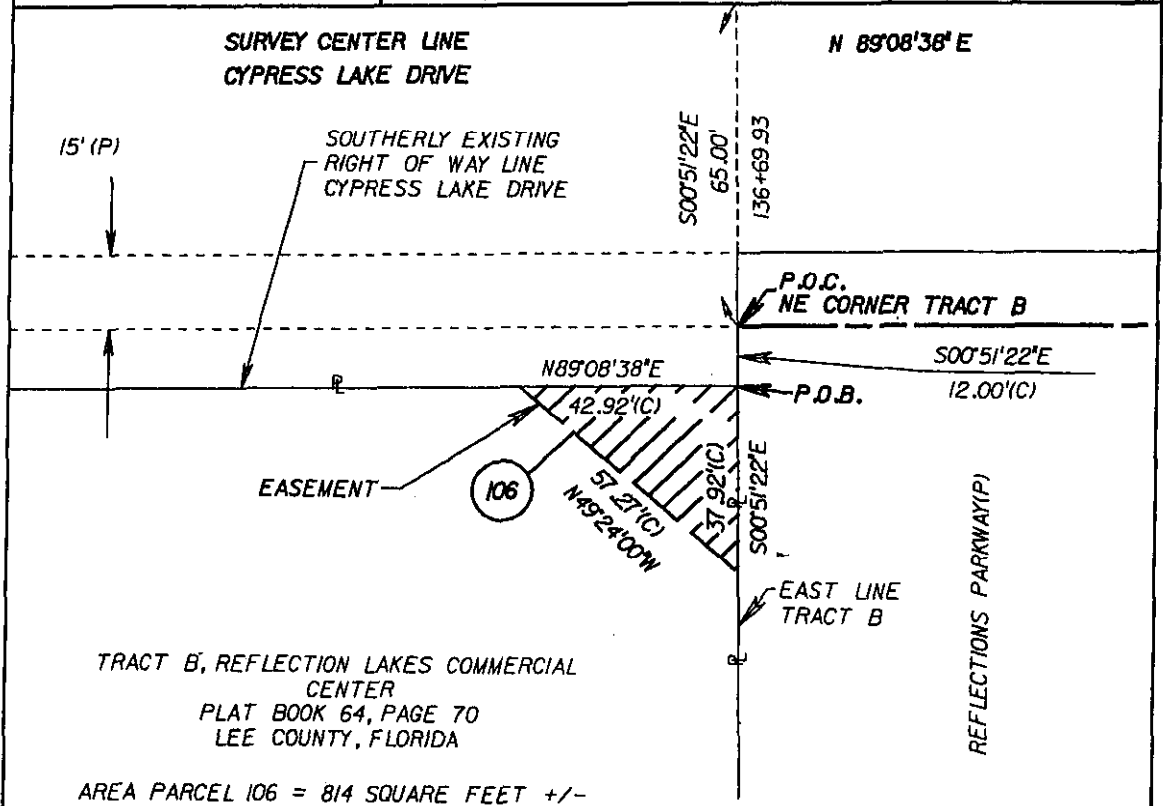 SURVEY CENTER LINE
CYPRESS LAKE DRIVE
N 89°08'38" E
15' (P)
SOUTHERLY EXISTING
RIGHT OF WAY LINE
CYPRESS LAKE DRIVE
S00°51'22"E
65.00'
136+69.93
P.O.C.
NE CORNER TRACT B
S00°51'22"E
12.00'(C)
N89°08'38"E
42.92'(C)
P.O.B.
PL
EASEMENT
106
57.27'(C)
N49°24'00"W
37.92'(C)
PL
S00°51'22"E
EAST LINE
TRACT B
PL
REFLECTIONS PARKWAY(P)
TRACT B, REFLECTION LAKES COMMERCIAL
CENTER
PLAT BOOK 64, PAGE 70
LEE COUNTY, FLORIDA
AREA PARCEL 106 = 814 SQUARE FEET +/-